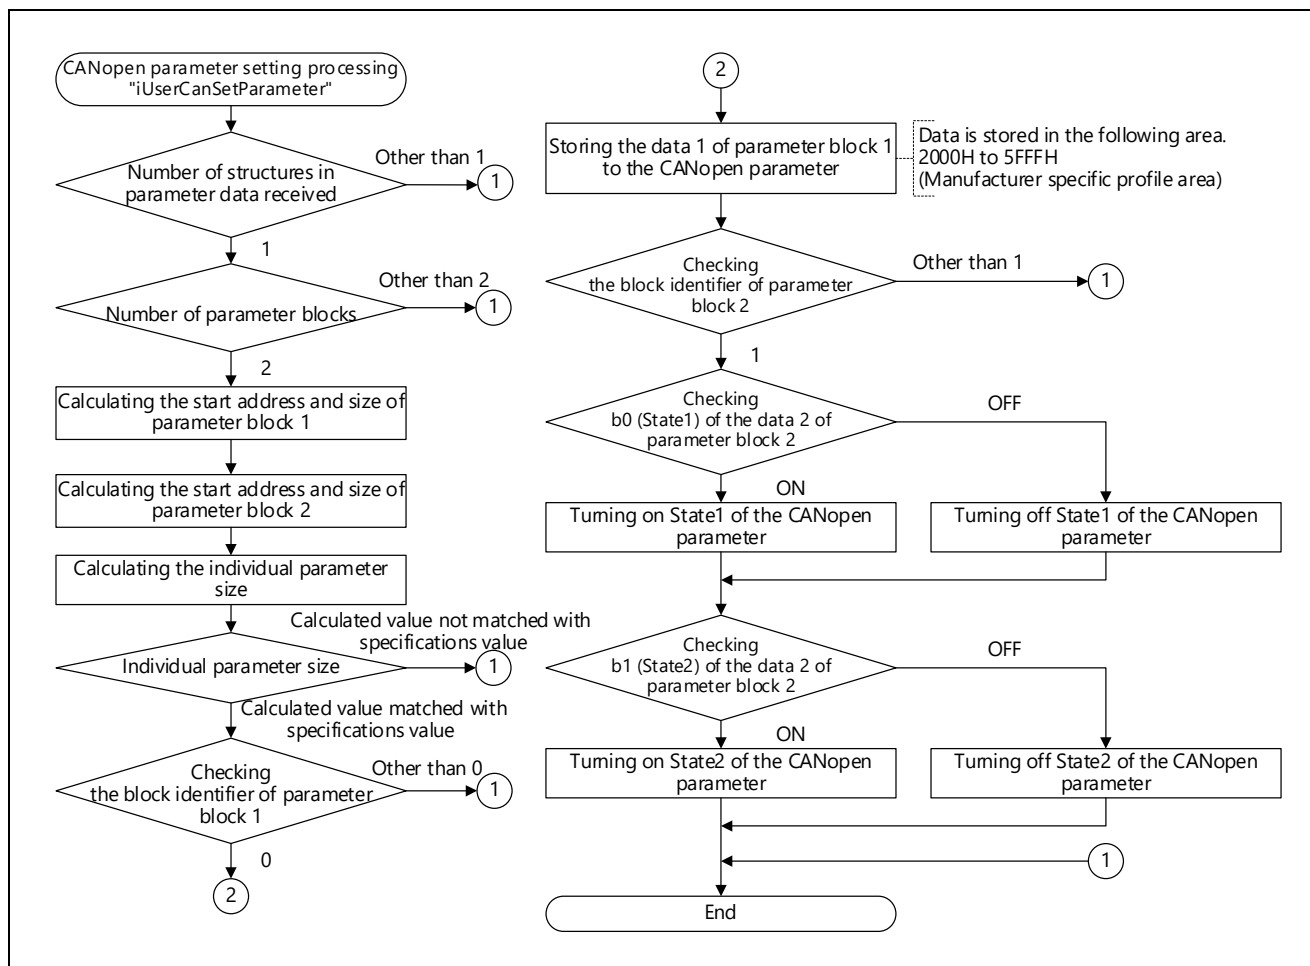 CANopen parameter setting processing
"iUserCanSetParameter"
Number of structures in
parameter data received
Other than 1
1
1
Number of parameter blocks
Other than 2
1
2
Calculating the start address and size of
parameter block 1
Calculating the start address and size of
parameter block 2
Calculating the individual parameter
size
Calculated value not matched with
specifications value
Individual parameter size
1
Calculated value matched with
specifications value
Checking
the block identifier of parameter
block 1
Other than 0
1
0
2
2
Storing the data 1 of parameter block 1
to the CANopen parameter
Data is stored in the following area.
2000H to 5FFFH
(Manufacturer specific profile area)
Checking
the block identifier of parameter
block 2
Other than 1
1
1
Checking
b0 (State1) of the data 2 of
parameter block 2
OFF
ON
Turning on State1 of the CANopen
parameter
Turning off State1 of the CANopen
parameter
Checking
b1 (State2) of the data 2 of
parameter block 2
OFF
ON
Turning on State2 of the CANopen
parameter
Turning off State2 of the CANopen
parameter
1
End